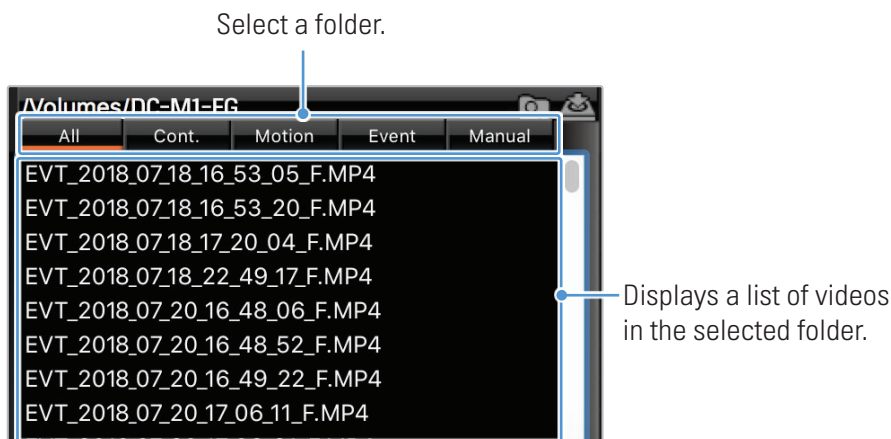 Select a folder.
/Volumes/DC-M1-FG
All Cont. Motion Event Manual
EVT_2018_07_18_16_53_05_F.MP4
EVT_2018_07_18_16_53_20_F.MP4
EVT_2018_07_18_17_20_04_F.MP4
EVT_2018_07_18_22_49_17_F.MP4
EVT_2018_07_20_16_48_06_F.MP4
EVT_2018_07_20_16_48_52_F.MP4
EVT_2018_07_20_16_49_22_F.MP4
EVT_2018_07_20_17_06_11_F.MP4
Displays a list of videos
in the selected folder.